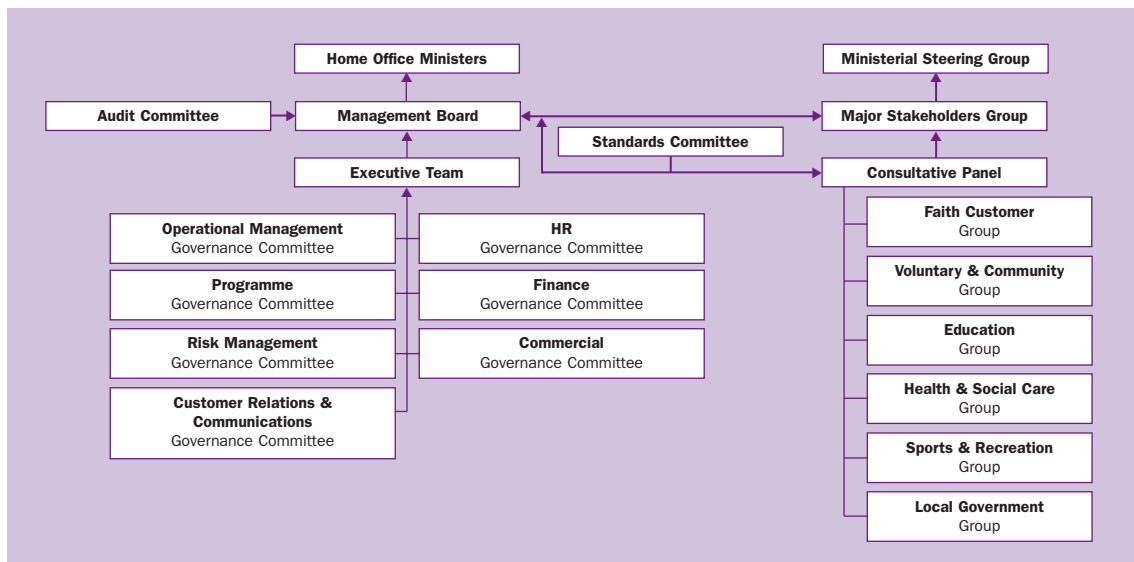 Home Office Ministers
Ministerial Steering Group
Audit Committee
Management Board
Major Stakeholders Group
Standards Committee
Executive Team
Consultative Panel
Operational Management
Governance Committee
HR
Governance Committee
Programme
Governance Committee
Finance
Governance Committee
Risk Management
Governance Committee
Commercial
Governance Committee
Customer Relations &
Communications
Governance Committee
Faith Customer
Group
Voluntary & Community
Group
Education
Group
Health & Social Care
Group
Sports & Recreation
Group
Local Government
Group